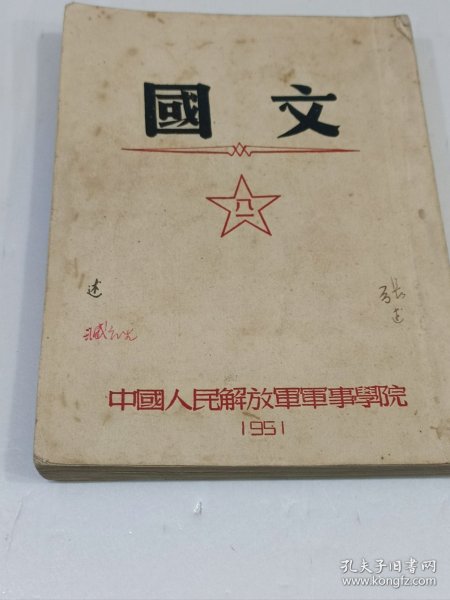 國文
八一
中國人民解放軍軍事學院
1951
孔夫子旧书网
www.kongfz.com